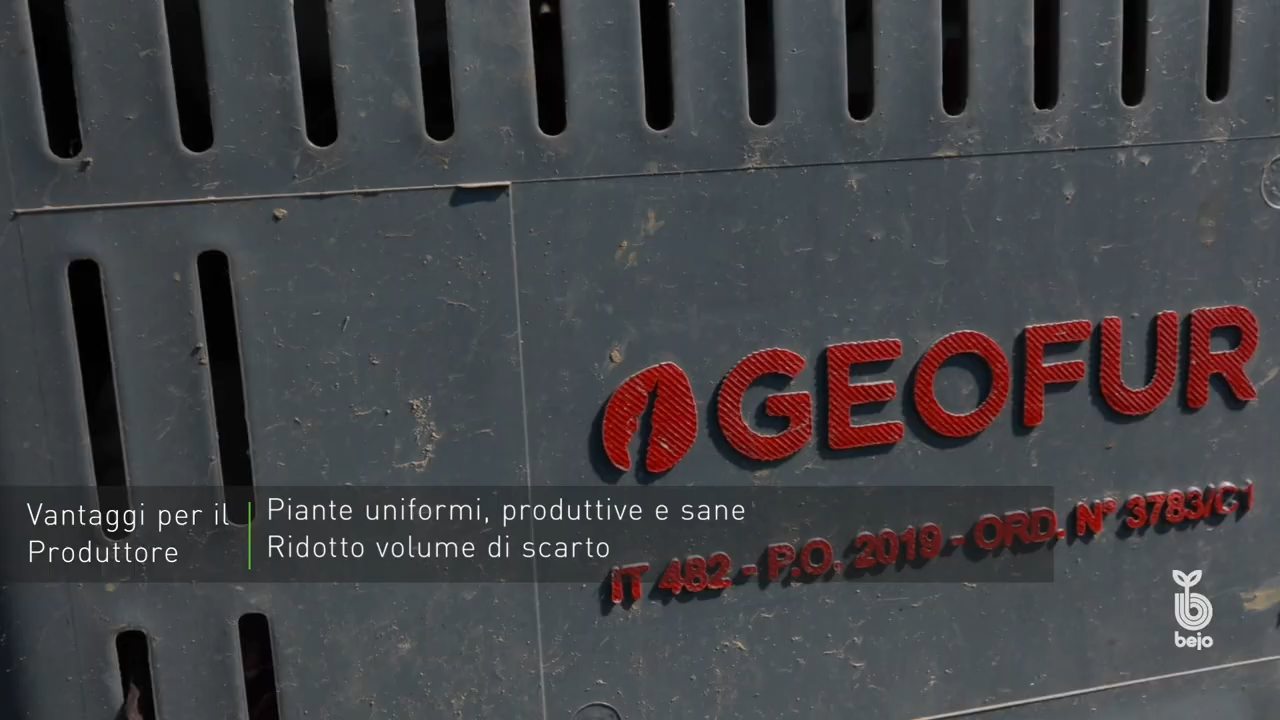 GEOFUR
IT 482 - P.O. 2019 - ORD. N° 3783/C1
Vantaggi per il
Produttore
Piante uniformi, produttive e sane
Ridotto volume di scarto
bejo